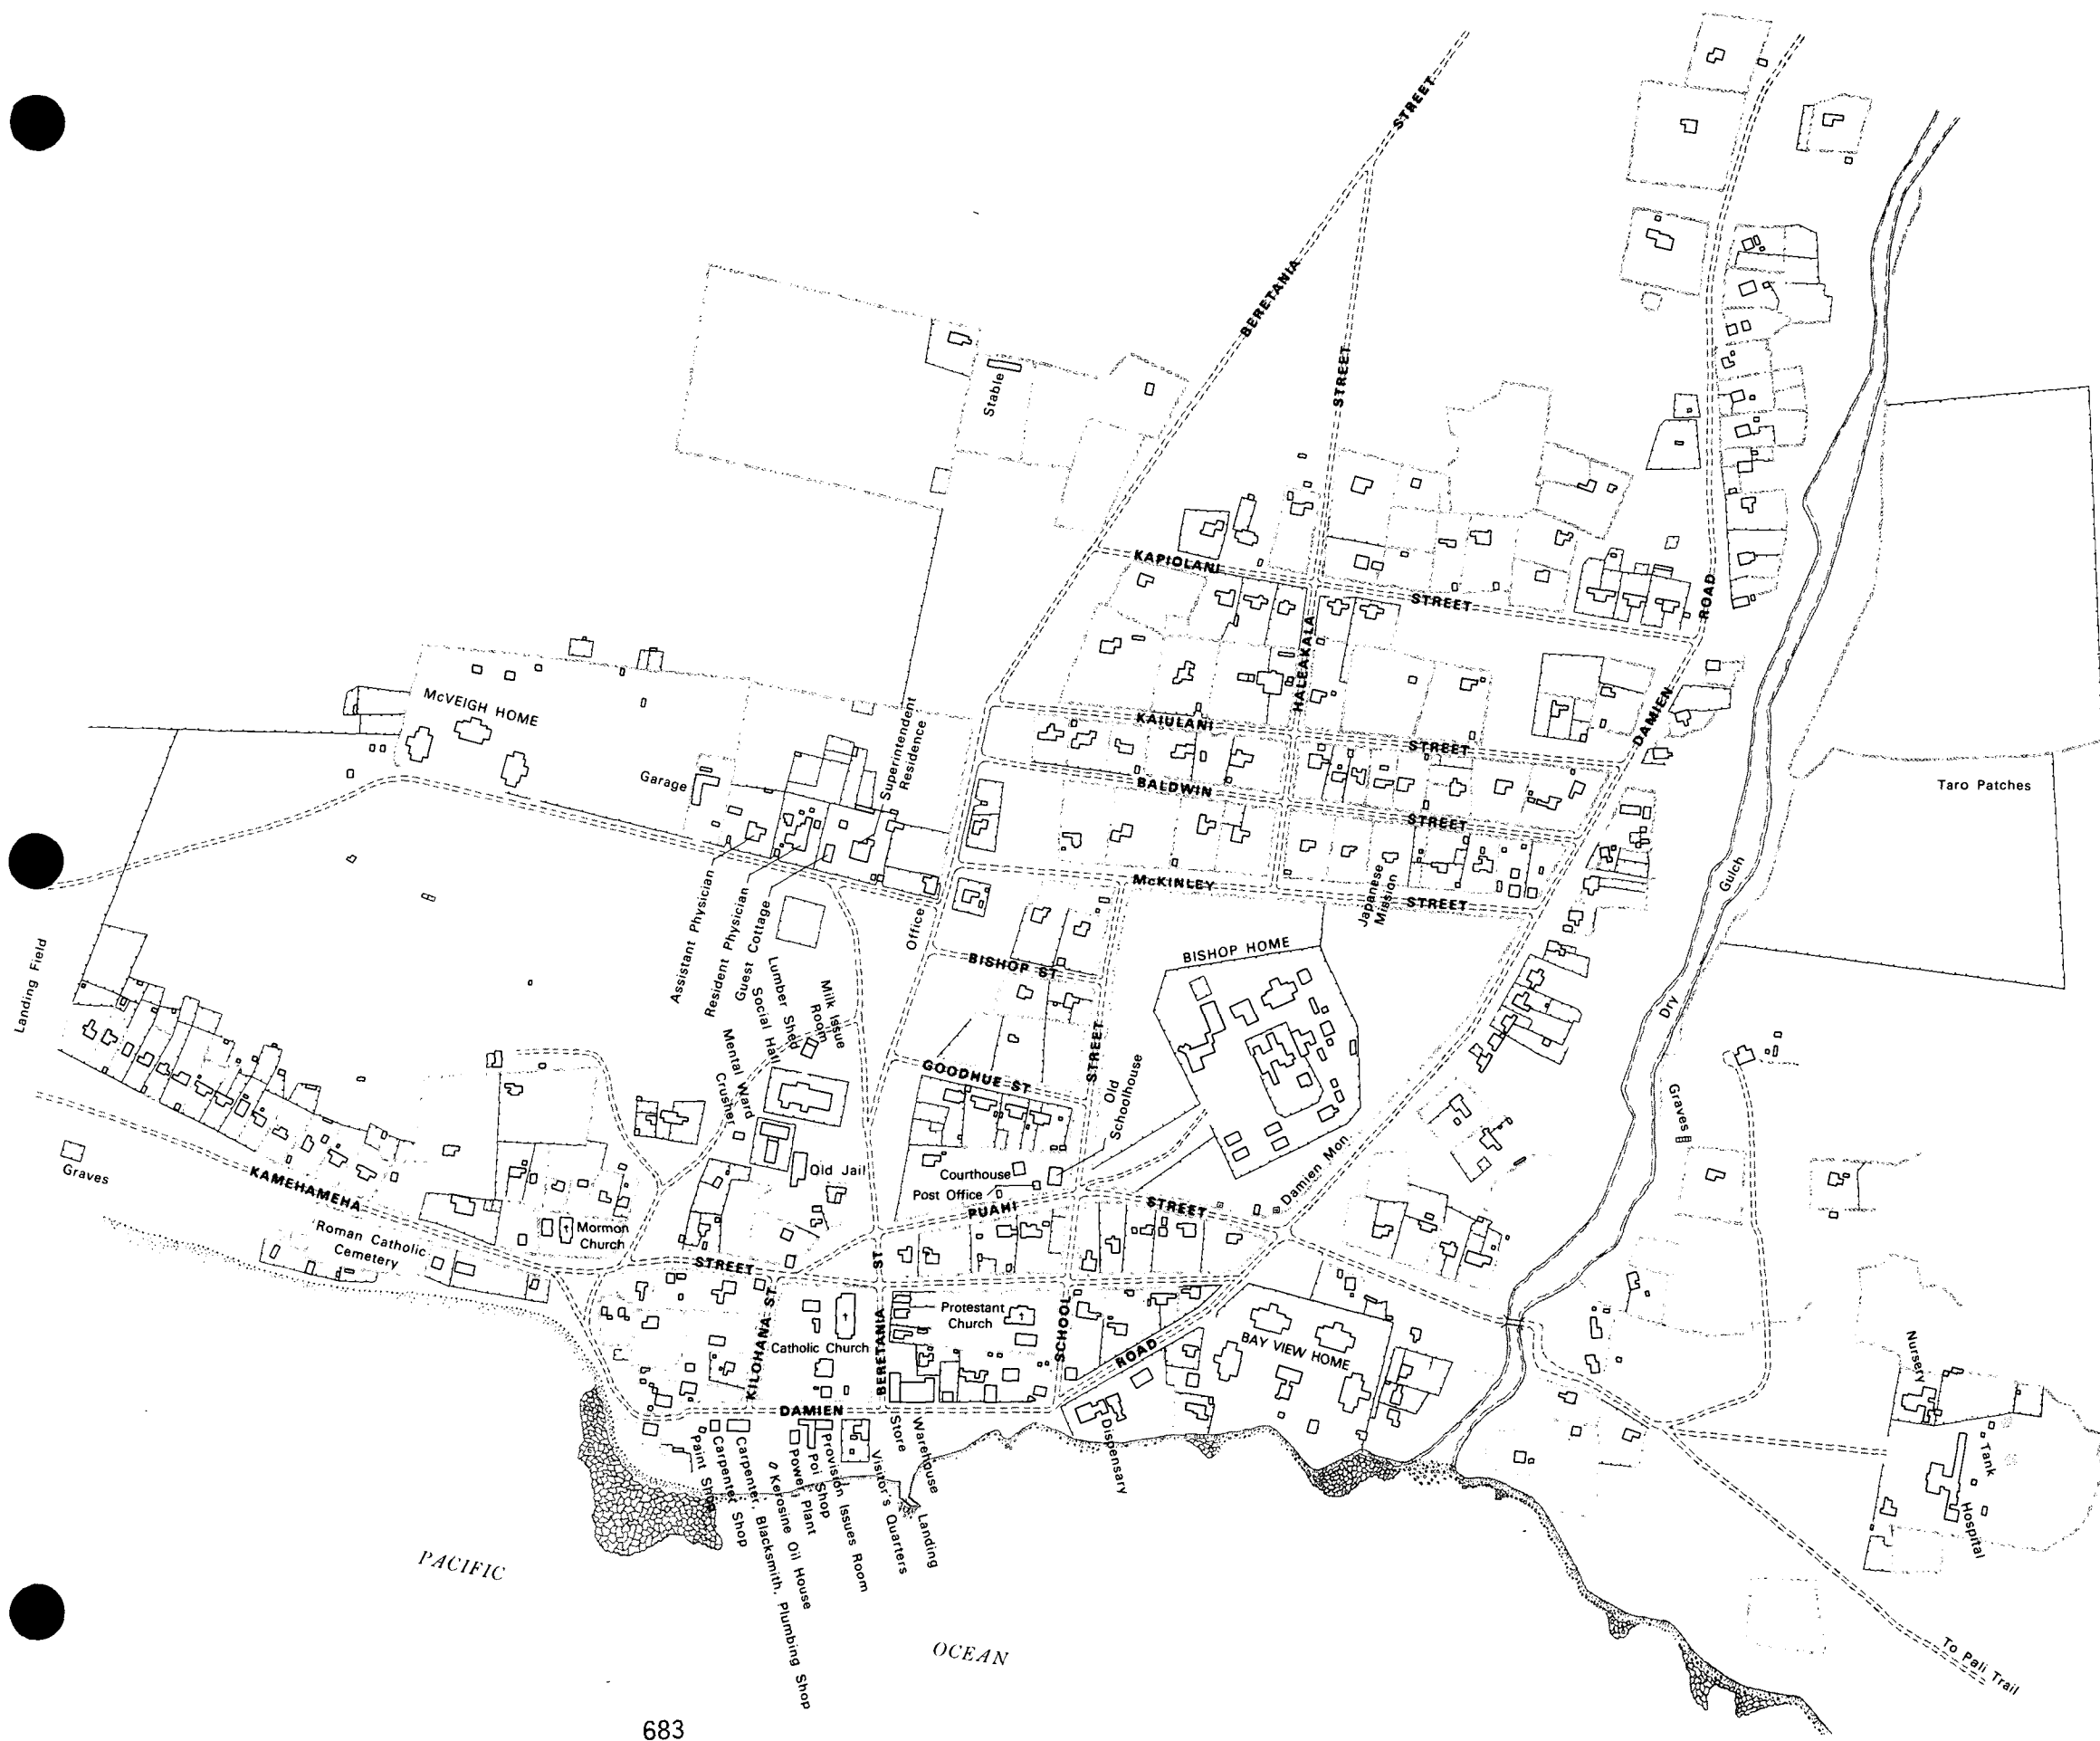 STREET
BERETANIA
STREET
Stable
KAPIOLANI
STREET
ROAD
HALEAKALA
McVEIGH HOME
Superintendent
Residence
KAIULANI
STREET
DAMIEN
Garage
BALDWIN
STREET
Taro Patches
Assistant Physician
Resident Physician
Guest Cottage
Lumber Shed
Social Hall
Milk Issue
Room
Mental Ward
Crusher
Office
McKINLEY
STREET
Japanese
Mission
Dry
Gulch
Landing Field
BISHOP ST
BISHOP HOME
STREET
GOODHUE ST
Old
Schoolhouse
Graves
Graves
KAMEHAMEHA
Old Jail
Courthouse
Post Office
PUAHI
STREET
Damien Mon
Roman Catholic
Cemetery
Mormon
Church
STREET
KILOHANA ST
Catholic Church
BERETANIA ST
Protestant
Church
SCHOOL
ROAD
BAY VIEW HOME
Nursery
Tank
Hospital
DAMIEN
Paint Shop
Carpenter Shop
Carpenter, Blacksmith, Plumbing Shop
Kerosine Oil House
Power Plant
Poi Shop
Provision Issues Room
Visitor's Quarters
Store
Warehouse
Landing
Dispensary
To Pali Trail
PACIFIC
OCEAN
683